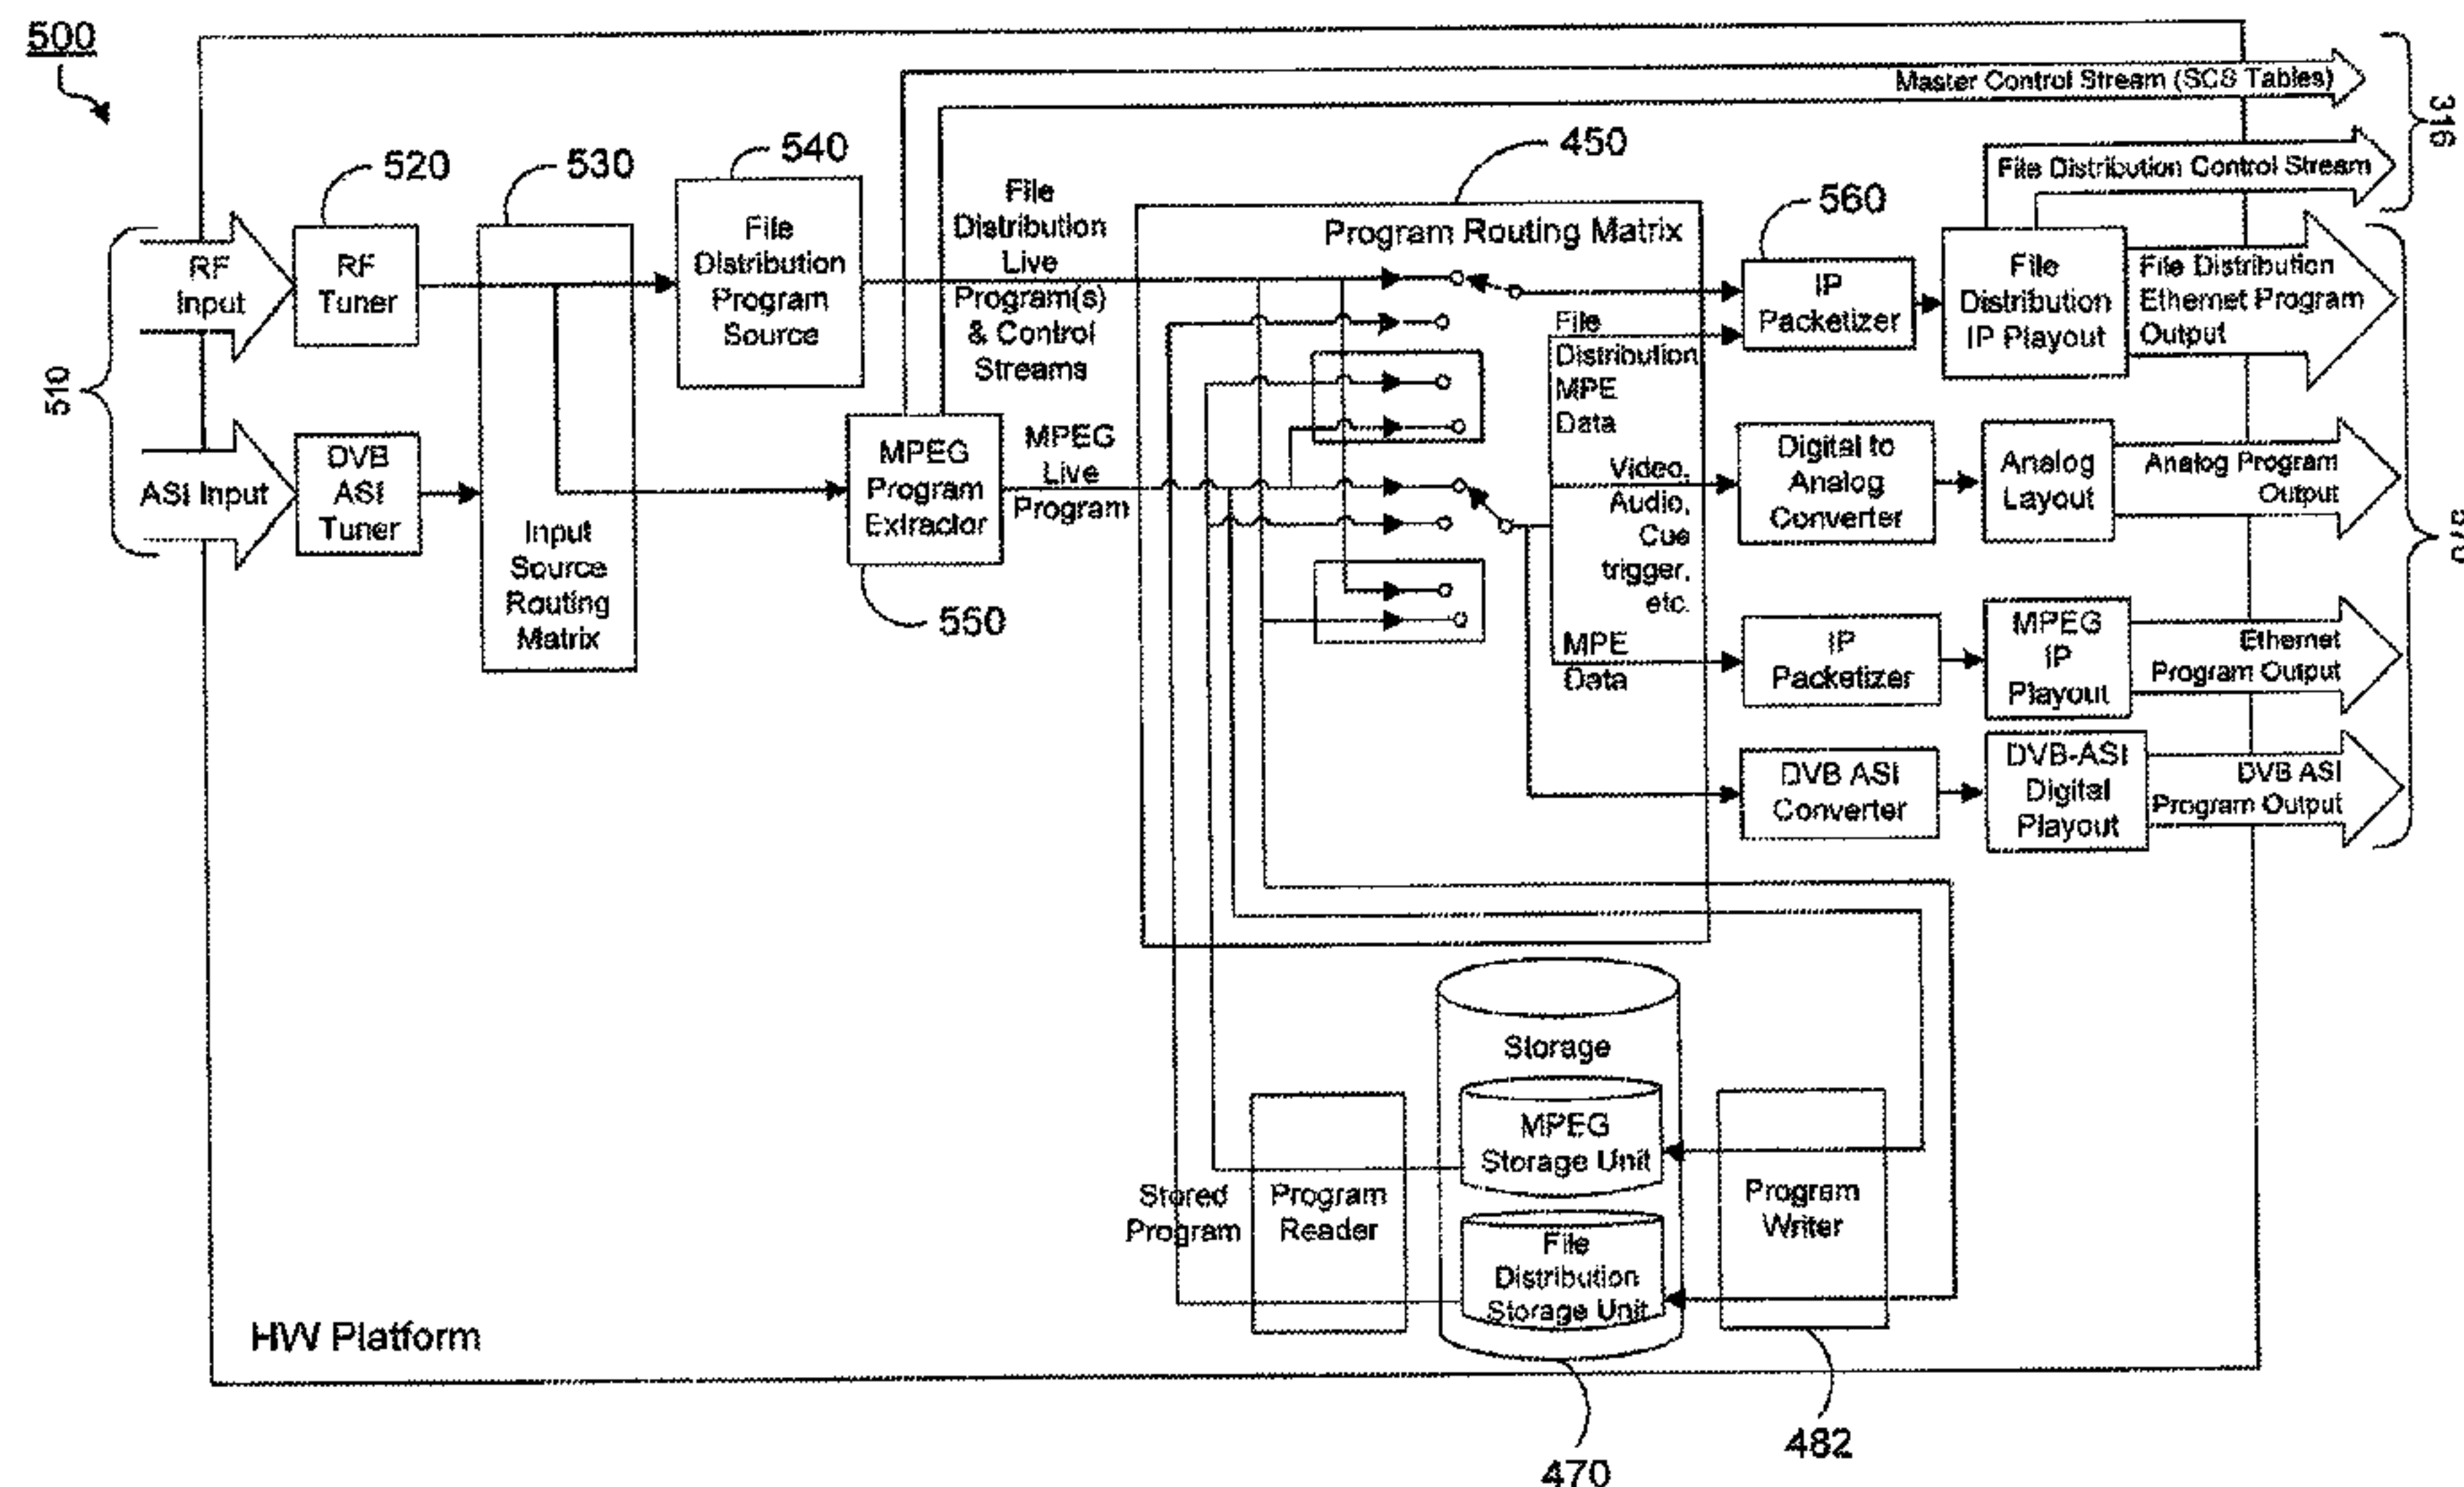 500
Master Control Stream (SCS Tables)
316
File Distribution Control Stream
520
530
540
File
Distribution
Live
Program(s)
& Control
Streams
450
560
510
RF
Input
RF
Tuner
File
Distribution
Program
Source
Program Routing Matrix
IP
Packetizer
File
Distribution
IP Playout
File Distribution
Ethernet Program
Output
File
Distribution
MPE
Data
ASI Input
DVB
ASI
Tuner
Input
Source
Routing
Matrix
MPEG
Program
Extractor
550
MPEG
Live
Program
Video,
Audio,
Cue
trigger,
etc.
Digital to
Analog
Converter
Analog
Layout
Analog Program
Output
MPE
Data
IP
Packetizer
MPEG
IP
Playout
Ethernet
Program Output
DVB ASI
Converter
DVB-ASI
Digital
Playout
DVB ASI
Program Output
Storage
MPEG
Storage Unit
File
Distribution
Storage Unit
Stored
Program
Program
Reader
Program
Writer
HW Platform
482
470